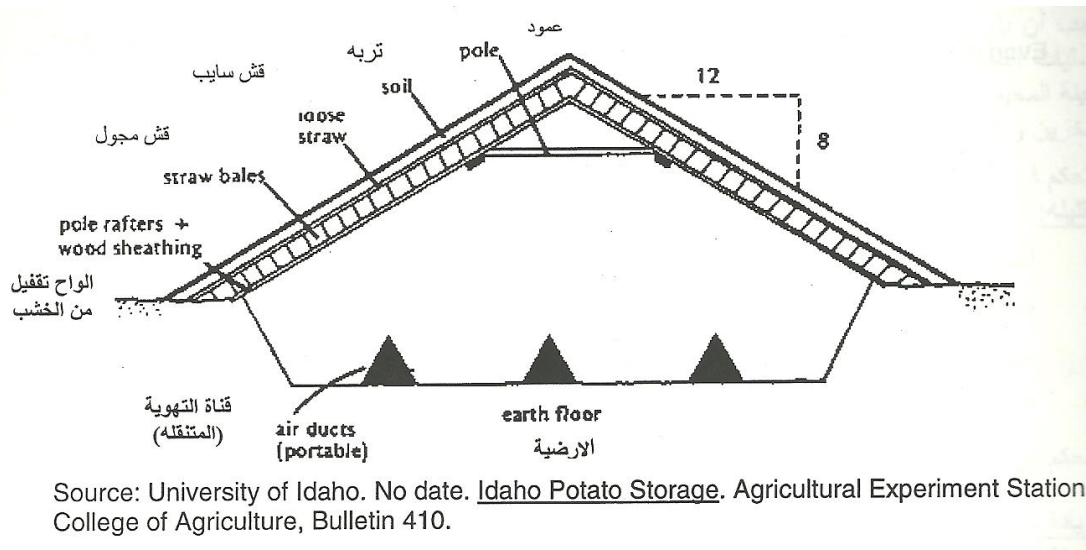 عمود
pole
تربه
soil
قش سايب
loose
straw
12
8
قش مجول
straw bales
pole rafters +
wood sheathing
الواح تقفيل
من الخشب
قناة التهوية
(المتنقله)
air ducts
(portable)
earth floor
الارضية
Source: University of Idaho. No date. Idaho Potato Storage. Agricultural Experiment Station
College of Agriculture, Bulletin 410.